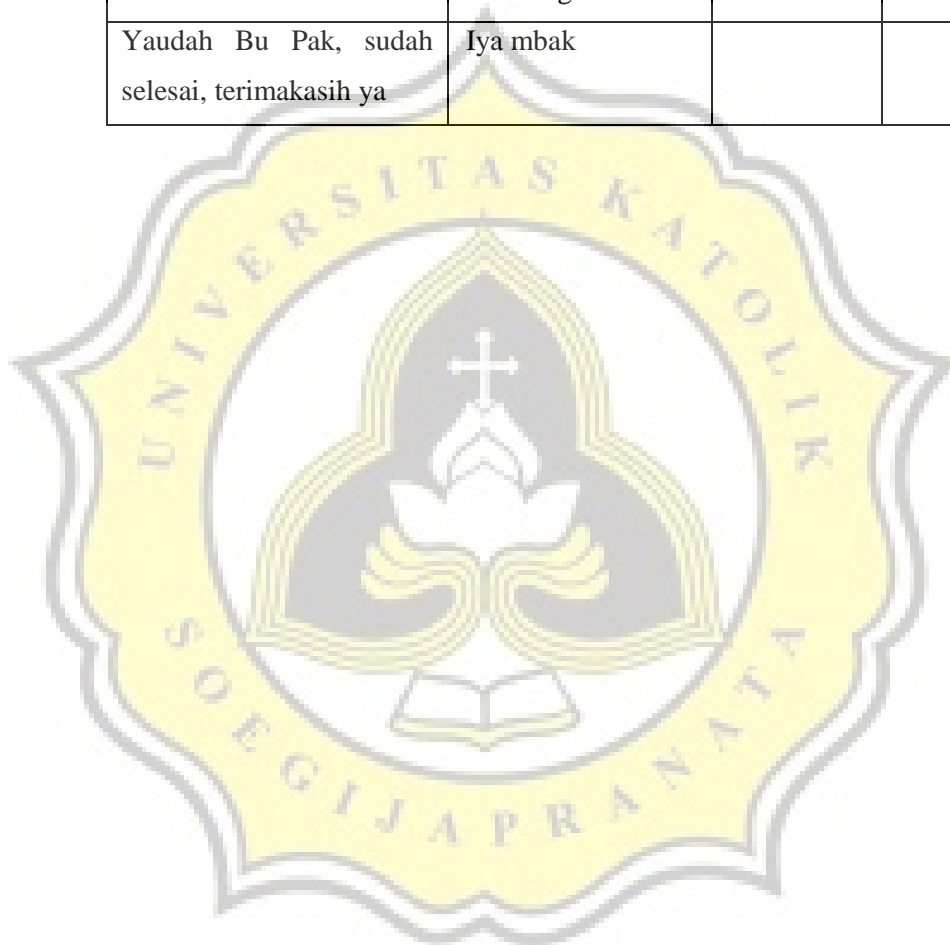 Yaudah Bu Pak, sudah
selesai, terimakasih ya
Iya mbak
UNIVERSITAS KATOLIK
SOEGIJAPRANATA